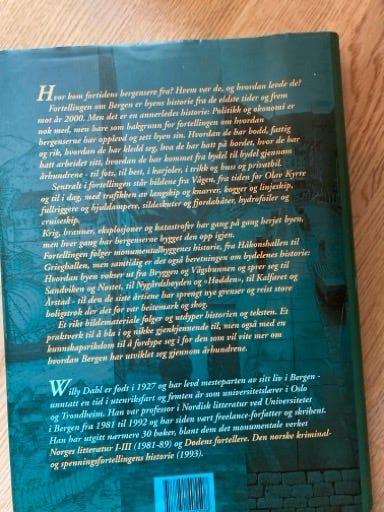 Hvor kom fortidens bergensere fra? Hvem var de, og hvordan levde de?
Fortellingen om Bergen er byens historie fra de eldste tider og frem
mot år 2000. Men det er en annerledes historie: Politikk og økonomi er
nok med, men bare som bakgrunn for fortellingen om hvordan
bergenserne har opplevd og sett byen sin. Hvordan de har bodd, fattig
og rik, hvordan de har kledd seg, hva de har hatt på bordet, hvor de har
hatt arbeidet sitt, hvordan de har kommet fra bydel til bydel gjennom
århundrene - til fots, til hest, i karjoler, i trikk og buss og privatbil.
Sentralt i fortellingen står bildene fra Vågen, fra tiden før Olav Kyrre
og til i dag, med trafikken av langskip og knarrer, kogger og linjeskip,
fullriggere og hjuldampere, sildeskuter og fjordabåter, hydrofoiler og
cruiseskip.
Krig, branner, eksplosjoner og katastrofer har gang på gang herjet byen,
men hver gang har bergenserne bygget den opp igjen.
Fortellingen følger monumentalbyggenes historie, fra Håkonshallen til
Grieghallen, men samtidig er det også beretningen om bydelenes historie:
Hvordan byen vokser ut fra Bryggen og Vågsbunnen og sprer seg til
Sandviken og Nøstet, til Nygårdshøyden og «Hodden», til Kalfaret og
Årstad - til den de siste årtiene har sprengt nye grenser og reist store
boligstrøk der det før var beitemark og skog.
Et rikt bildemateriale følger og utdyper historien og teksten. Et
praktverk til å bla i og nikke gjenkjennende til, men også med en
kunnskapsrikdom til å fordype seg i for den som vil vite mer om
hvordan Bergen har utviklet seg gjennom århundrene.
Willy Dahl er født i 1927 og har levd mesteparten av sitt liv i Bergen -
unntatt en tid i utenriksfart og femten år som universitetslærer i Oslo
og Trondheim. Han var professor i Nordisk litteratur ved Universitetet
i Bergen fra 1981 til 1992 og har siden vært freelance-forfatter og skribent.
Han har utgitt nærmere 30 bøker, blant dem det monumentale verket
Norges litteratur I-III (1981-89) og Dødens fortellere. Den norske kriminal-
og spenningsfortellingens historie (1993).